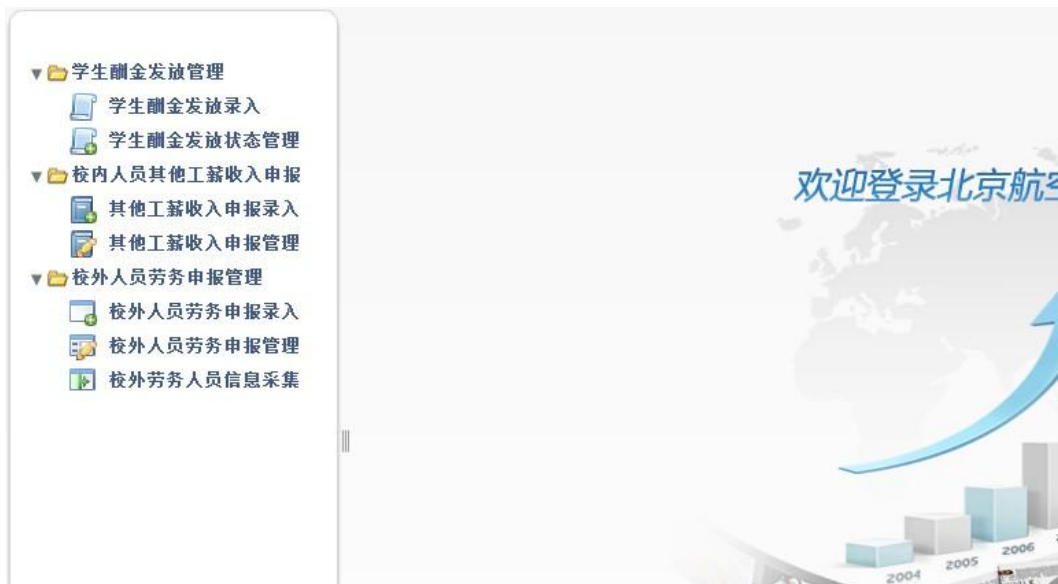 学生酬金发放管理
学生酬金发放录入
学生酬金发放状态管理
校内人员其他工薪收入申报
其他工薪收入申报录入
其他工薪收入申报管理
校外人员劳务申报管理
校外人员劳务申报录入
校外人员劳务申报管理
校外劳务人员信息采集
欢迎登录北京航空
2004
2005
2006